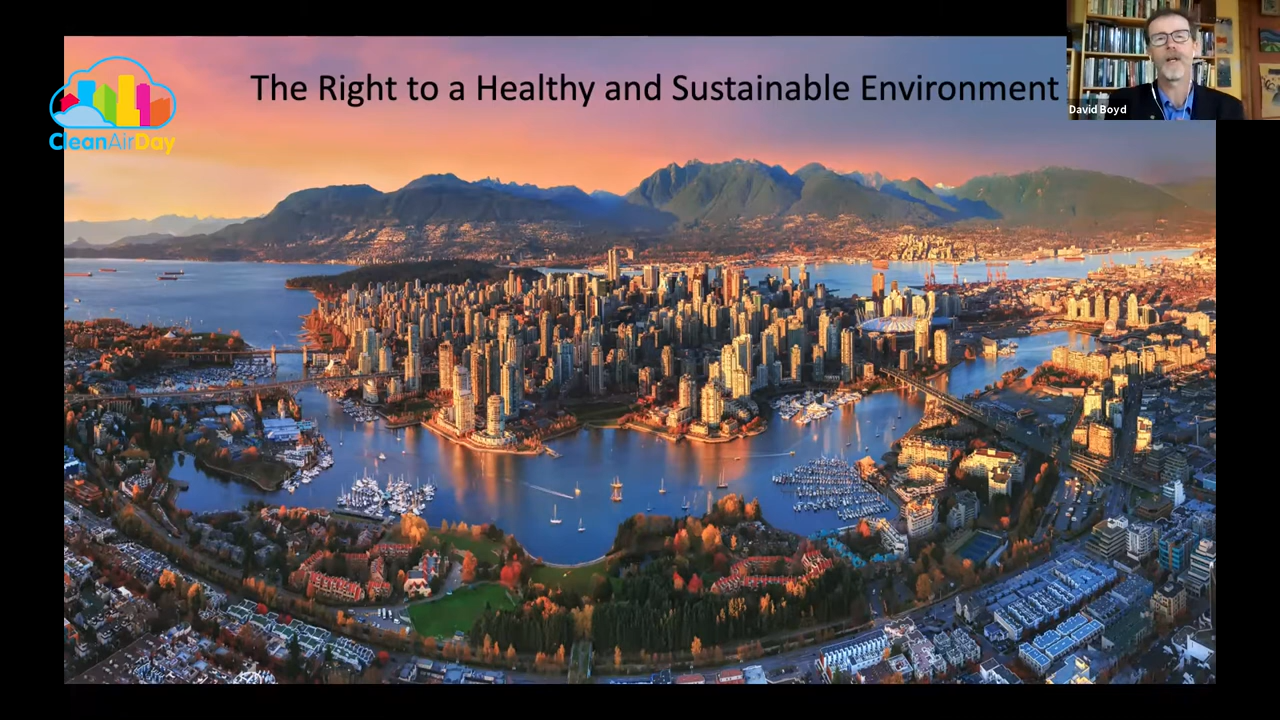 The Right to a Healthy and Sustainable Environment
David Boyd
CleanAirDay